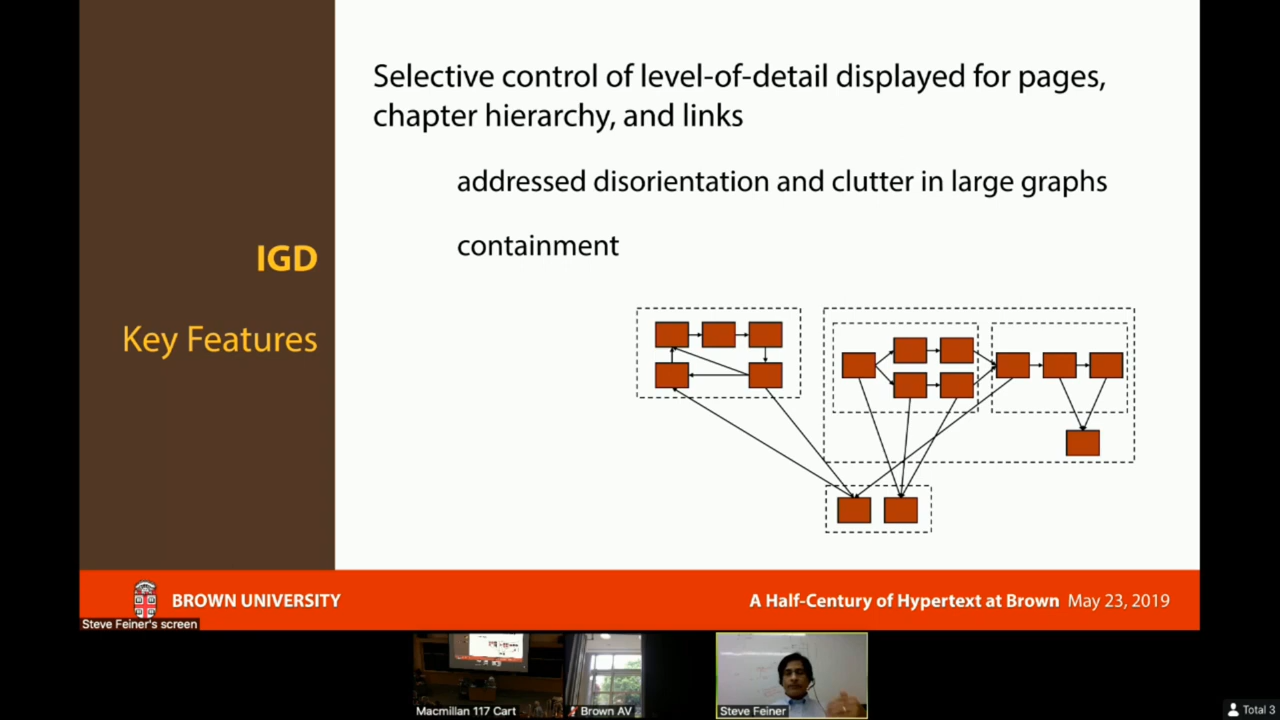 Selective control of level-of-detail displayed for pages,
chapter hierarchy, and links
addressed disorientation and clutter in large graphs
containment
IGD
Key Features
BROWN UNIVERSITY
A Half-Century of Hypertext at Brown May 23, 2019
Steve Feiner's screen
Macmillan 117 Cart
Brown AV
Steve Feiner
Total 3